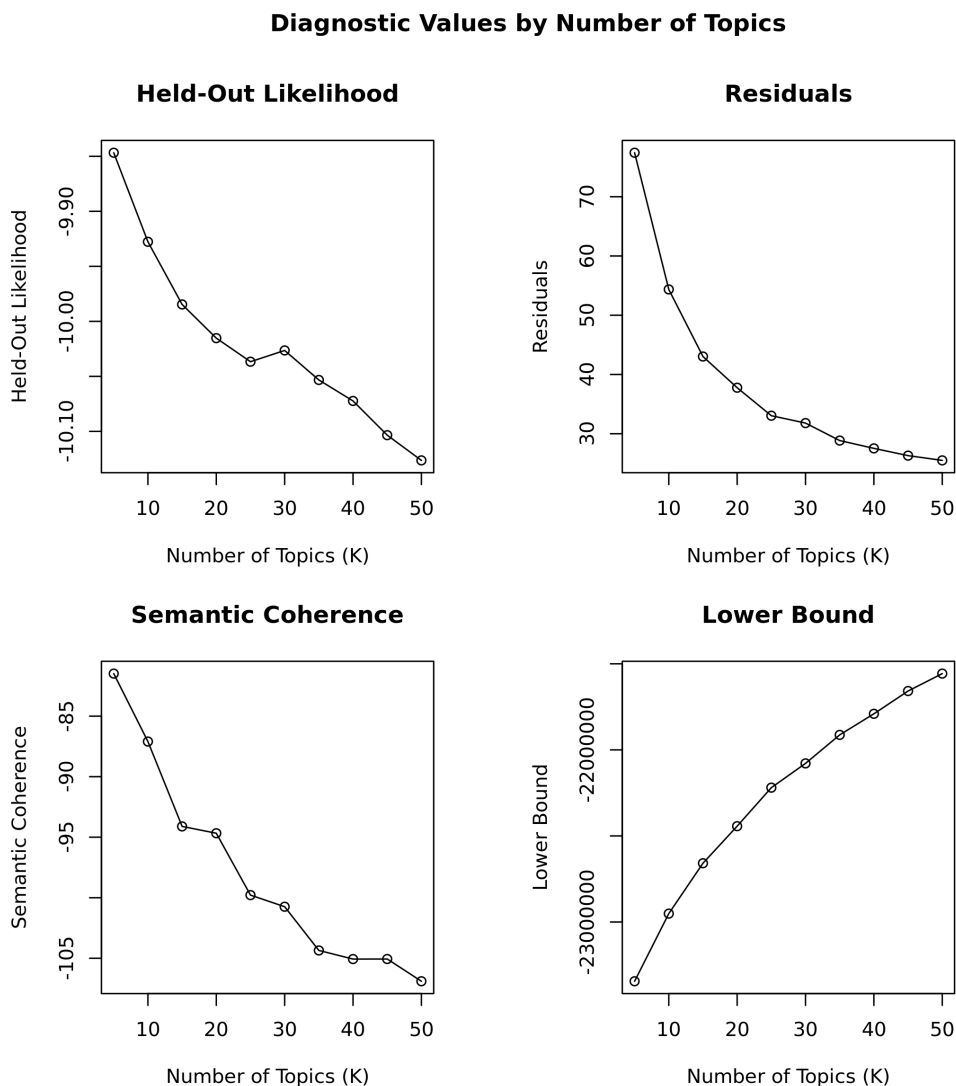 Diagnostic Values by Number of Topics
Held-Out Likelihood
Held-Out Likelihood
-9.90
-10.00
-10.10
10 20 30 40 50
Number of Topics (K)
Residuals
Residuals
70
60
50
40
30
10 20 30 40 50
Number of Topics (K)
Semantic Coherence
Semantic Coherence
-85
-90
-95
-105
10 20 30 40 50
Number of Topics (K)
Lower Bound
Lower Bound
-22000000
-23000000
10 20 30 40 50
Number of Topics (K)